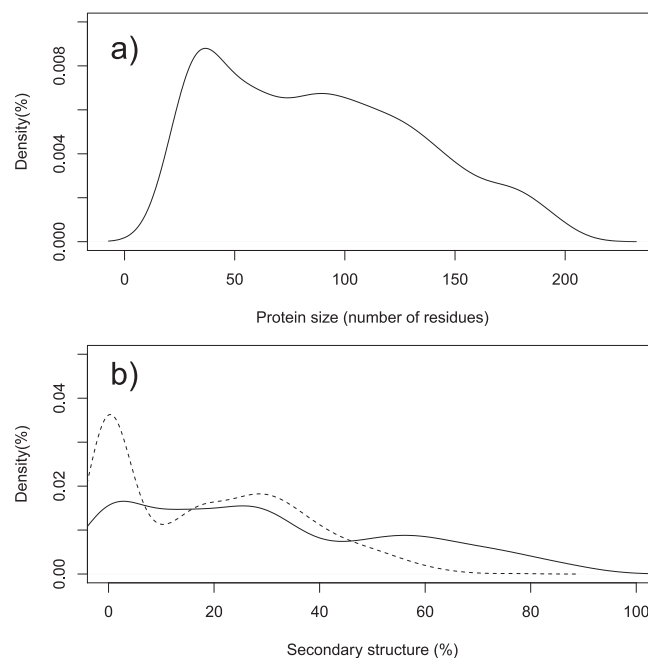 a)
Density(%)
0.008
0.004
0.000
0 50 100 150 200
Protein size (number of residues)
b)
Density(%)
0.04
0.02
0.00
0 20 40 60 80 100
Secondary structure (%)